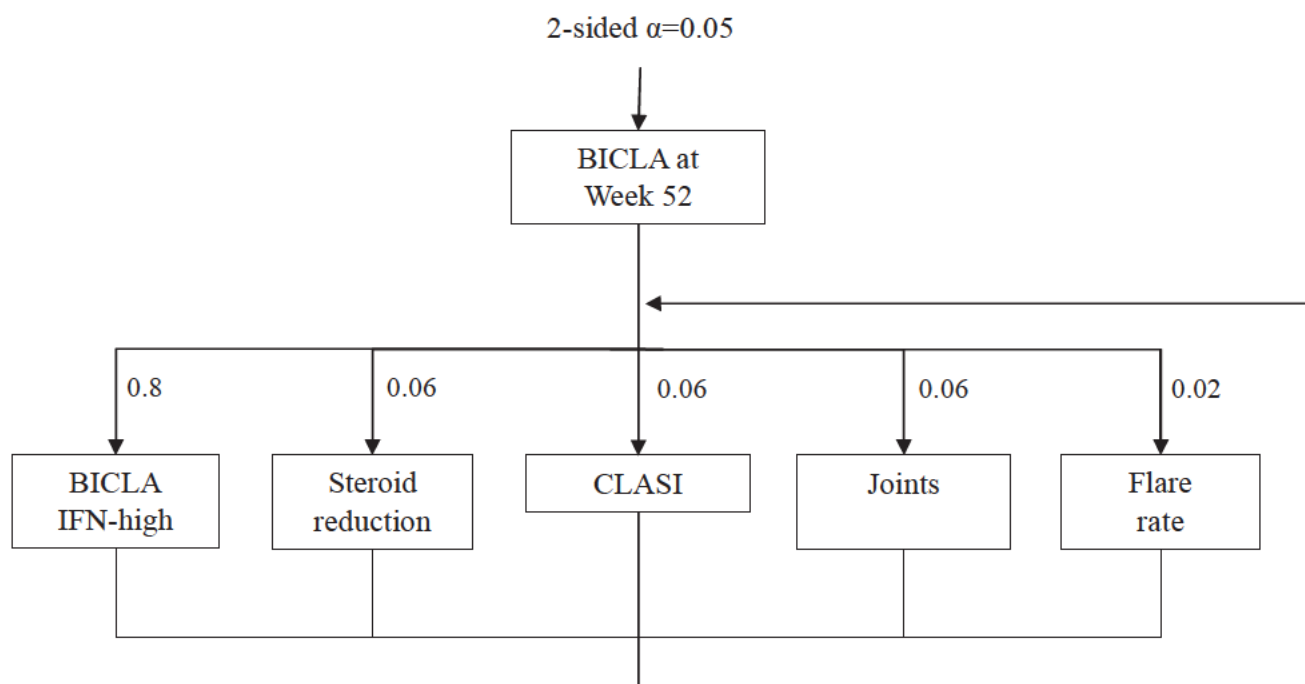 2-sided α=0.05
BICLA at
Week 52
0.8
0.06
0.06
0.06
0.02
BICLA
IFN-high
Steroid
reduction
CLASI
Joints
Flare
rate